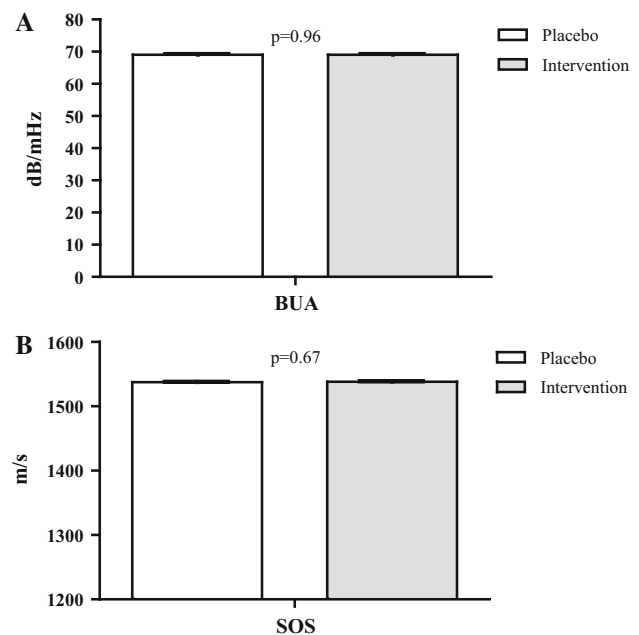 A
80
70
60
50
40
30
20
10
0
dB/mHz
p=0.96
BUA
Placebo
Intervention
B
1600
1500
1400
1300
1200
m/s
p=0.67
SOS
Placebo
Intervention